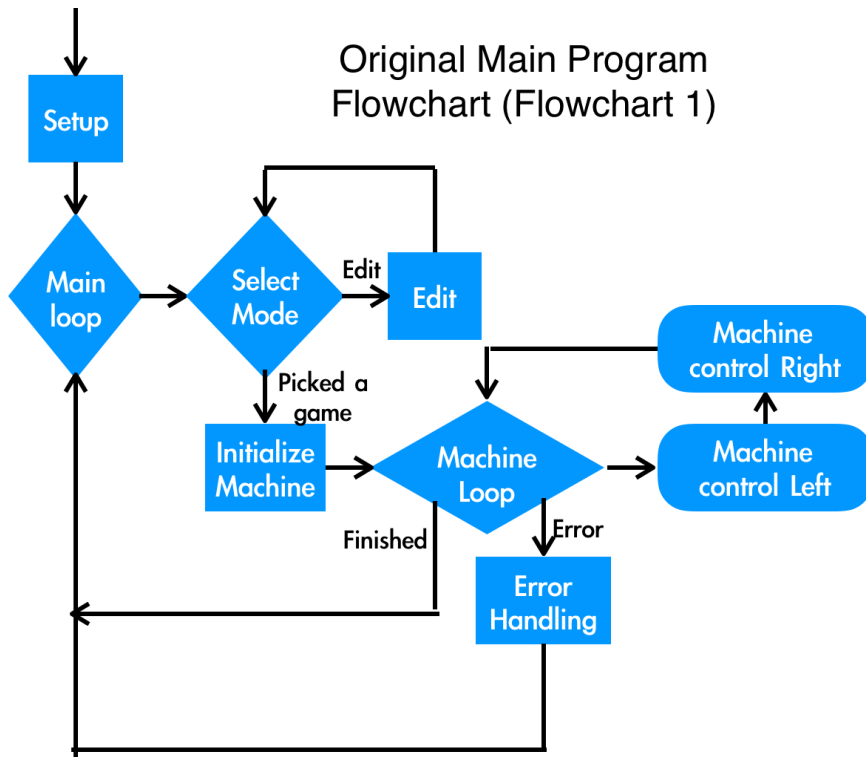 Original Main Program
Flowchart (Flowchart 1)
Setup
Main
loop
Select
Mode
Edit
Edit
Picked a
game
Initialize
Machine
Machine
Loop
Machine
control Right
Machine
control Left
Finished
Error
Error
Handling